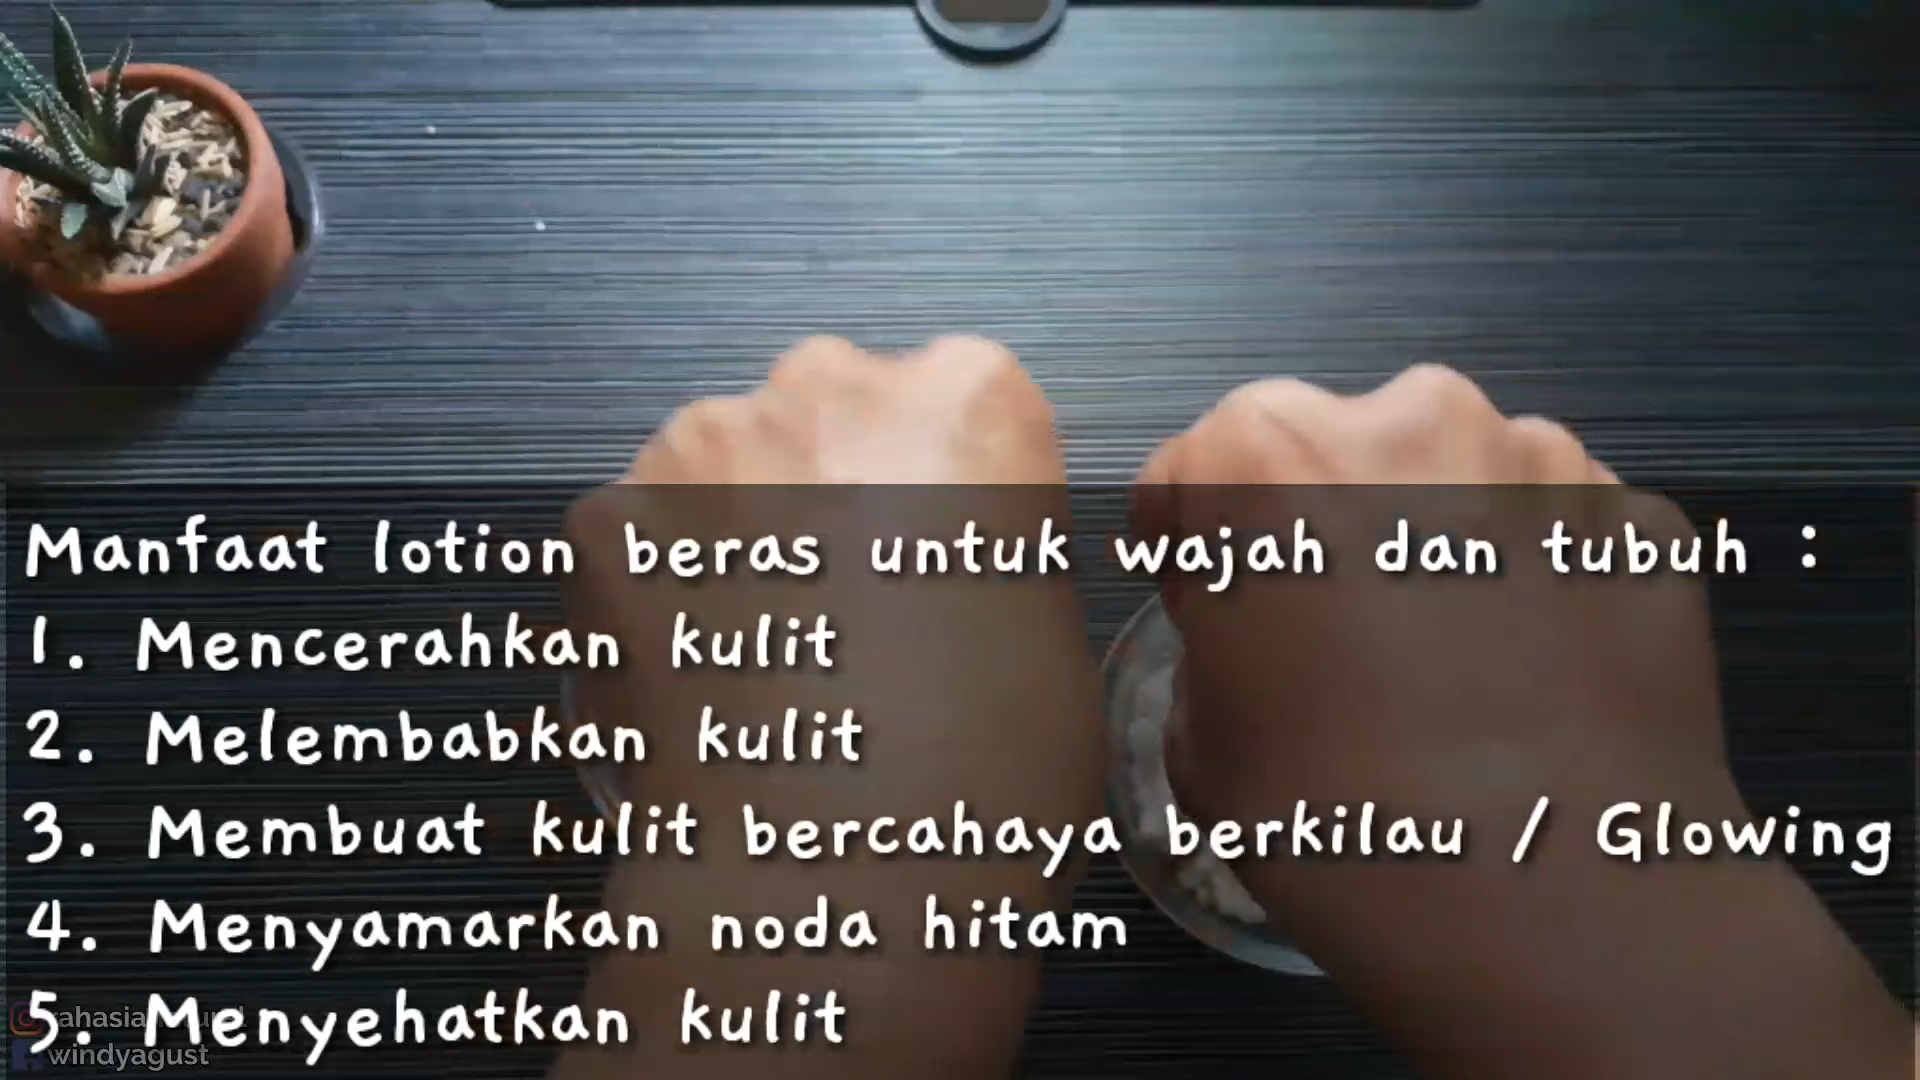 Manfaat lotion beras untuk wajah dan tubuh :
1. Mencerahkan kulit
2. Melembabkan kulit
3. Membuat kulit bercahaya berkilau / Glowing
4. Menyamarkan noda hitam
5. Menyehatkan kulit
windyagust